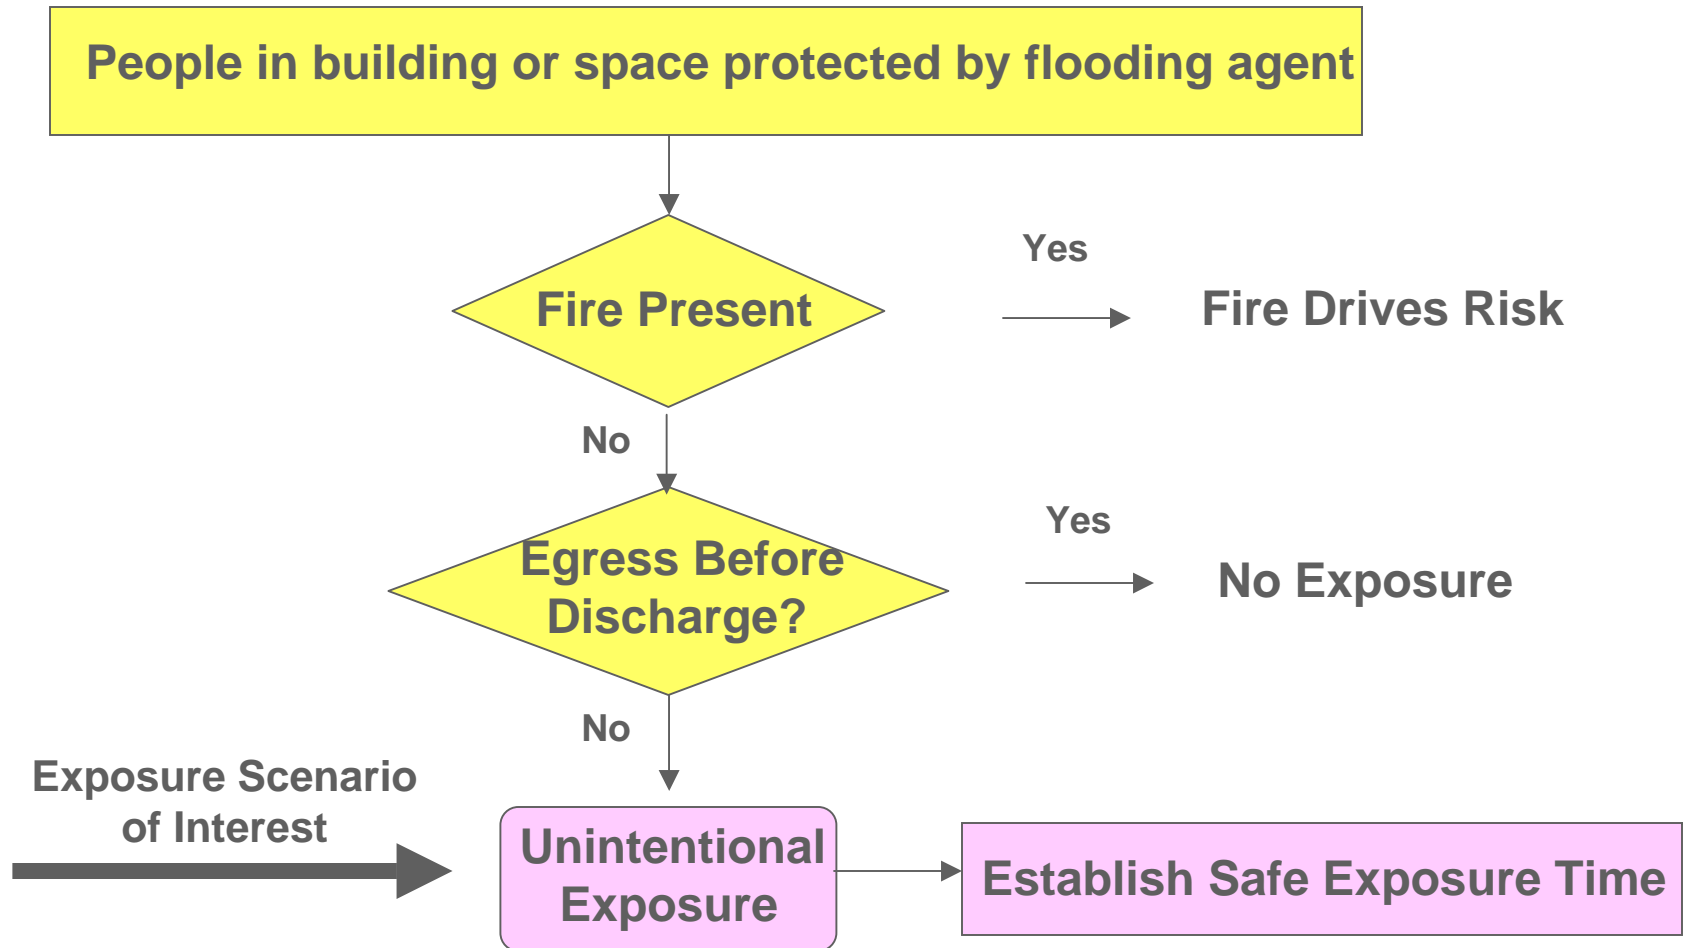 People in building or space protected by flooding agent
Fire Present
Yes
Fire Drives Risk
No
Egress Before
Discharge?
Yes
No Exposure
No
Exposure Scenario
of Interest
Unintentional
Exposure
Establish Safe Exposure Time